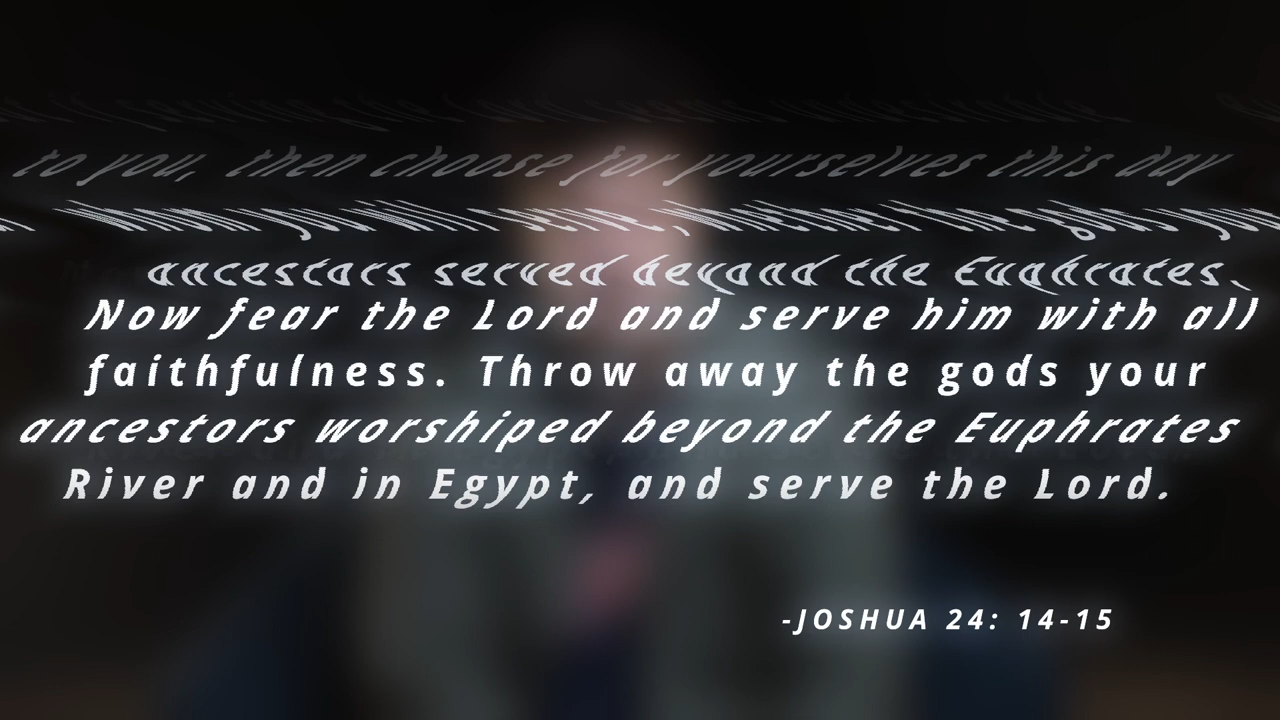 to you, then choose for yourselves this day
ancestors served beyond the Euphrates,
Now fear the Lord and serve him with all
faithfulness. Throw away the gods your
ancestors worshiped beyond the Euphrates
River and in Egypt, and serve the Lord.
-JOSHUA 24: 14-15